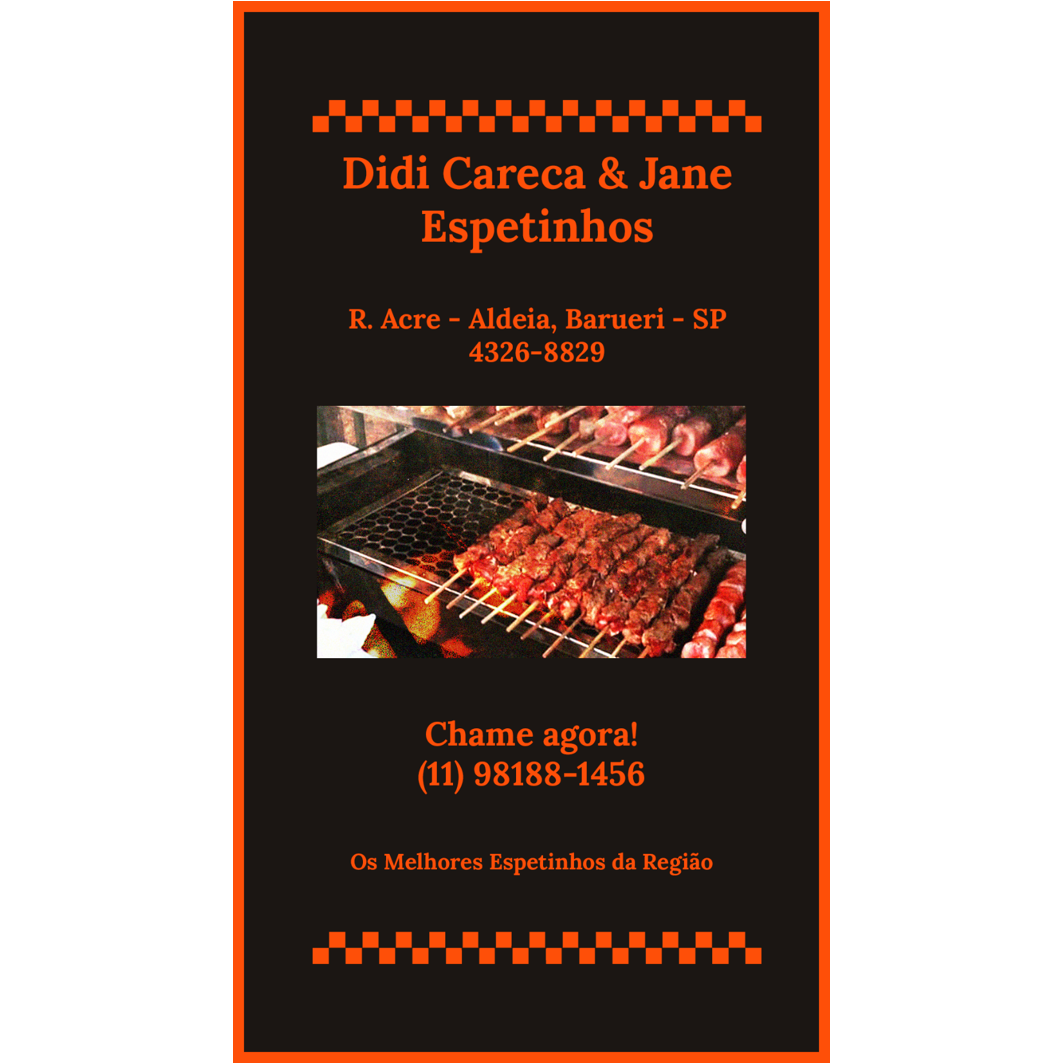 Didi Careca & Jane
Espetinhos
R. Acre - Aldeia, Barueri - SP
4326-8829
Chame agora!
(11) 98188-1456
Os Melhores Espetinhos da Região